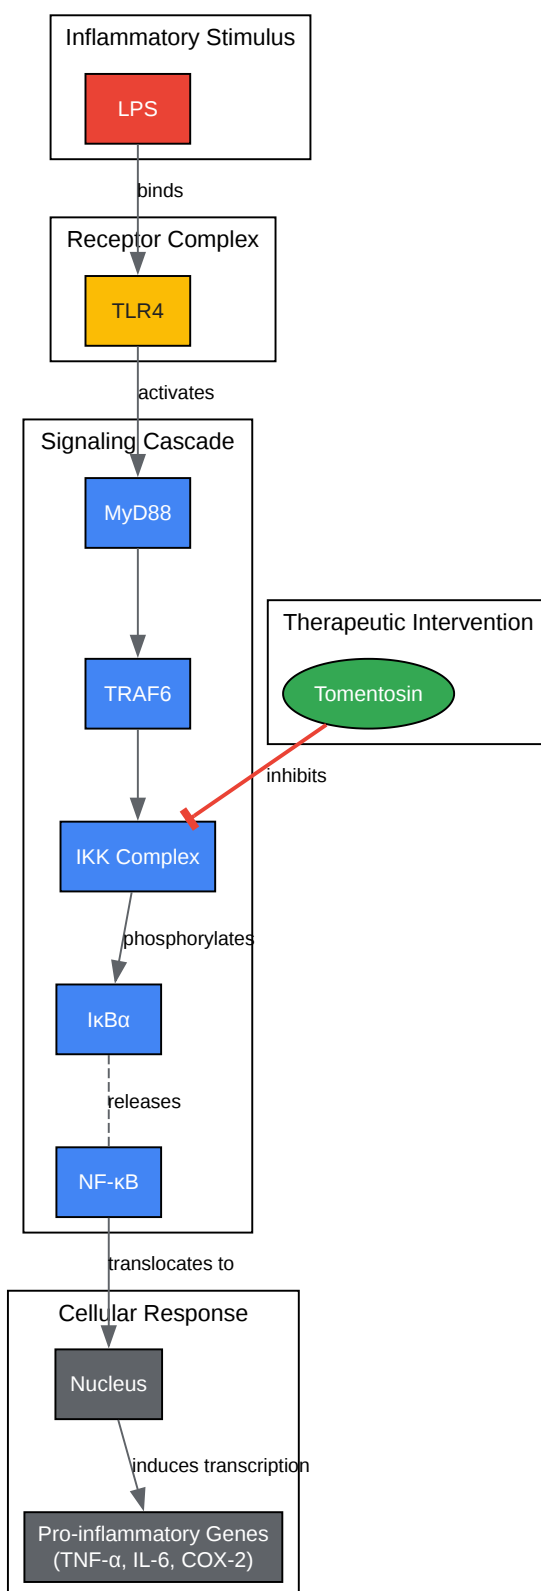 Inflammatory Stimulus
LPS
binds
Receptor Complex
TLR4
activates
Signaling Cascade
MyD88
TRAF6
Therapeutic Intervention
Tomentosin
inhibits
IKK Complex
phosphorylates
IκBα
releases
NF-κB
translocates to
Cellular Response
Nucleus
induces transcription
Pro-inflammatory Genes
(TNF-α, IL-6, COX-2)